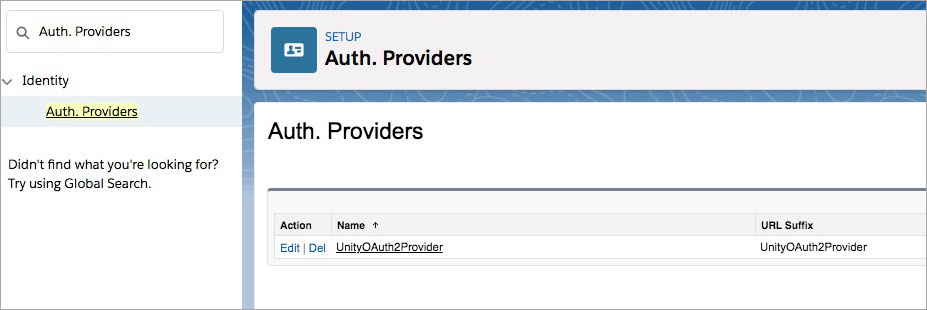 Auth. Providers
Identity
Auth. Providers
Didn't find what you're looking for?
Try using Global Search.
SETUP
Auth. Providers
Auth. Providers
Action Name ↑ URL Suffix
Edit | Del UnityOAuth2Provider UnityOAuth2Provider